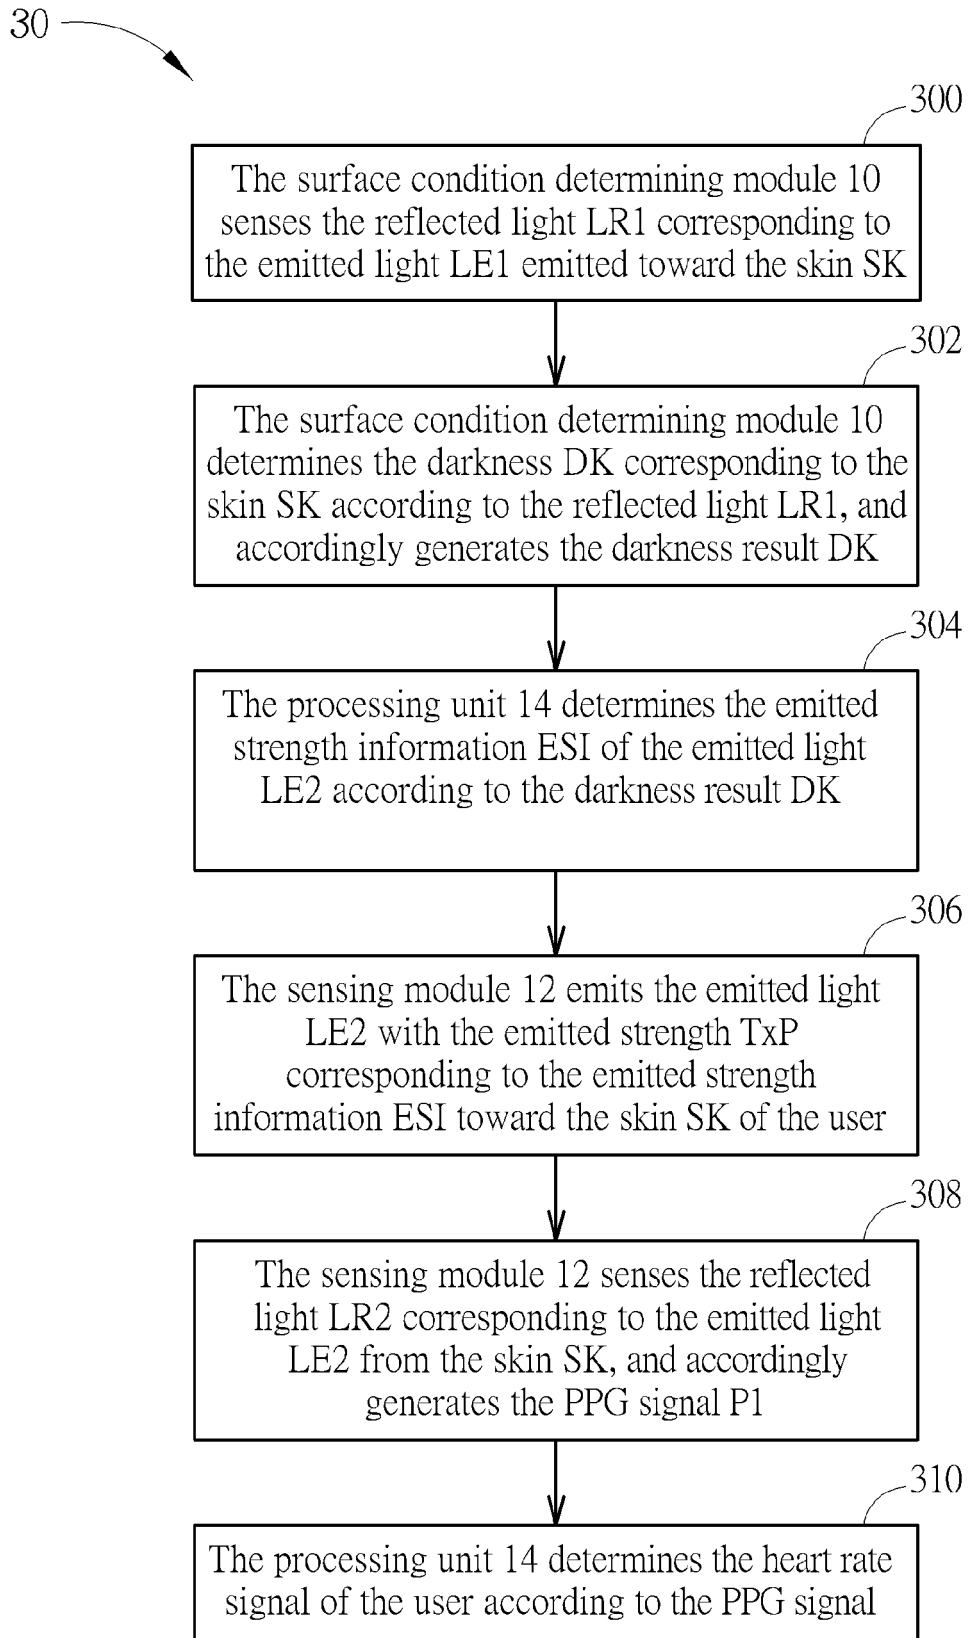 30
300
The surface condition determining module 10
senses the reflected light LR1 corresponding to
the emitted light LE1 emitted toward the skin SK
302
The surface condition determining module 10
determines the darkness DK corresponding to the
skin SK according to the reflected light LR1, and
accordingly generates the darkness result DK
304
The processing unit 14 determines the emitted
strength information ESI of the emitted light
LE2 according to the darkness result DK
306
The sensing module 12 emits the emitted light
LE2 with the emitted strength TxP
corresponding to the emitted strength
information ESI toward the skin SK of the user
308
The sensing module 12 senses the reflected
light LR2 corresponding to the emitted light
LE2 from the skin SK, and accordingly
generates the PPG signal P1
310
The processing unit 14 determines the heart rate
signal of the user according to the PPG signal